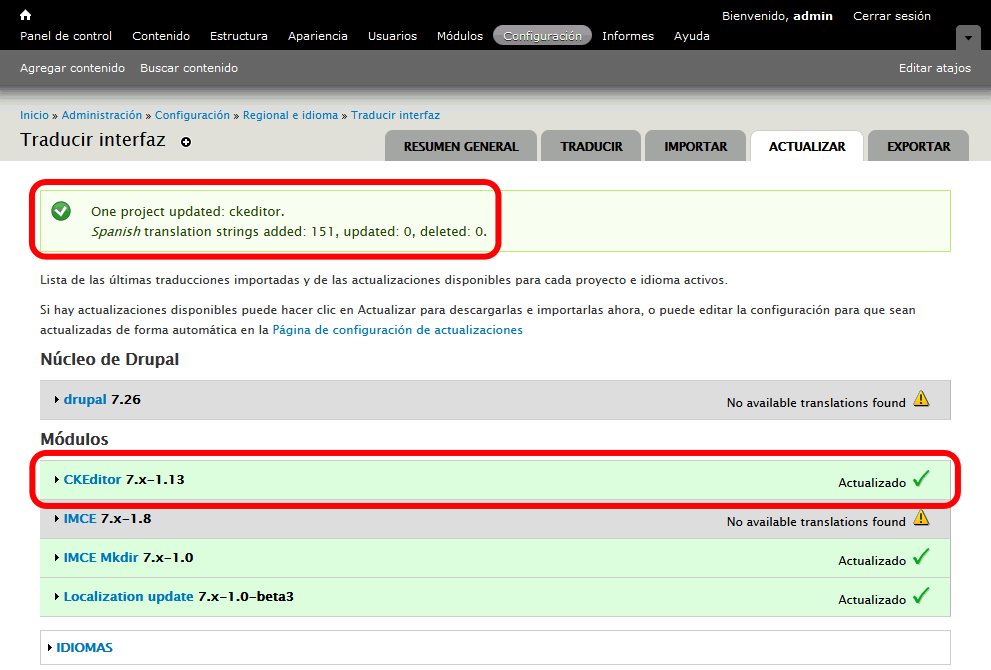 Bienvenido, admin Cerrar sesión
Panel de control Contenido Estructura Apariencia Usuarios Módulos Configuración Informes Ayuda
Agregar contenido Buscar contenido Editar atajos
Inicio » Administración » Configuración » Regional e idioma » Traducir interfaz
Traducir interfaz
RESUMEN GENERAL TRADUCIR IMPORTAR ACTUALIZAR EXPORTAR
One project updated: ckeditor.
Spanish translation strings added: 151, updated: 0, deleted: 0.
Lista de las últimas traducciones importadas y de las actualizaciones disponibles para cada proyecto e idioma activos.
Si hay actualizaciones disponibles puede hacer clic en Actualizar para descargarlas e importarlas ahora, o puede editar la configuración para que sean
actualizadas de forma automática en la Página de configuración de actualizaciones
Núcleo de Drupal
drupal 7.26 No available translations found
Módulos
CKEditor 7.x-1.13 Actualizado
IMCE 7.x-1.8 No available translations found
IMCE Mkdir 7.x-1.0 Actualizado
Localization update 7.x-1.0-beta3 Actualizado
IDIOMAS